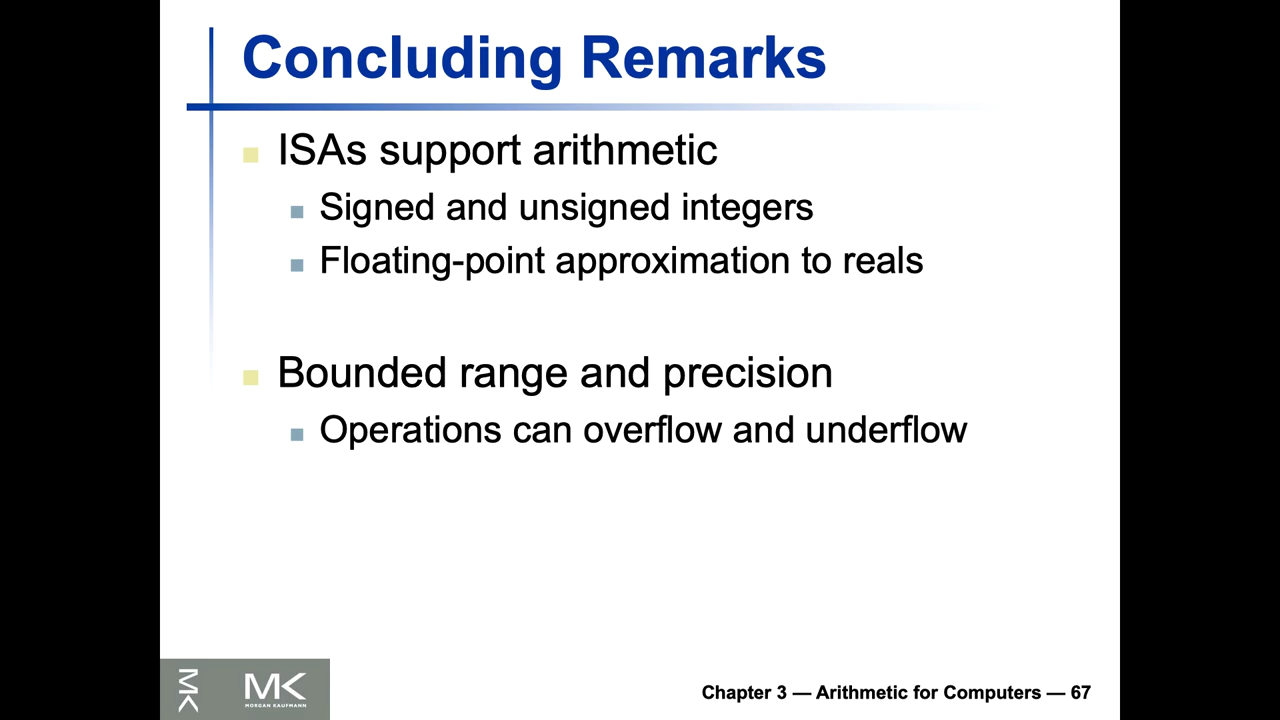 Concluding Remarks
ISAs support arithmetic
Signed and unsigned integers
Floating-point approximation to reals
Bounded range and precision
Operations can overflow and underflow
MK
MK
MORGAN KAUFMANN
Chapter 3 — Arithmetic for Computers — 67